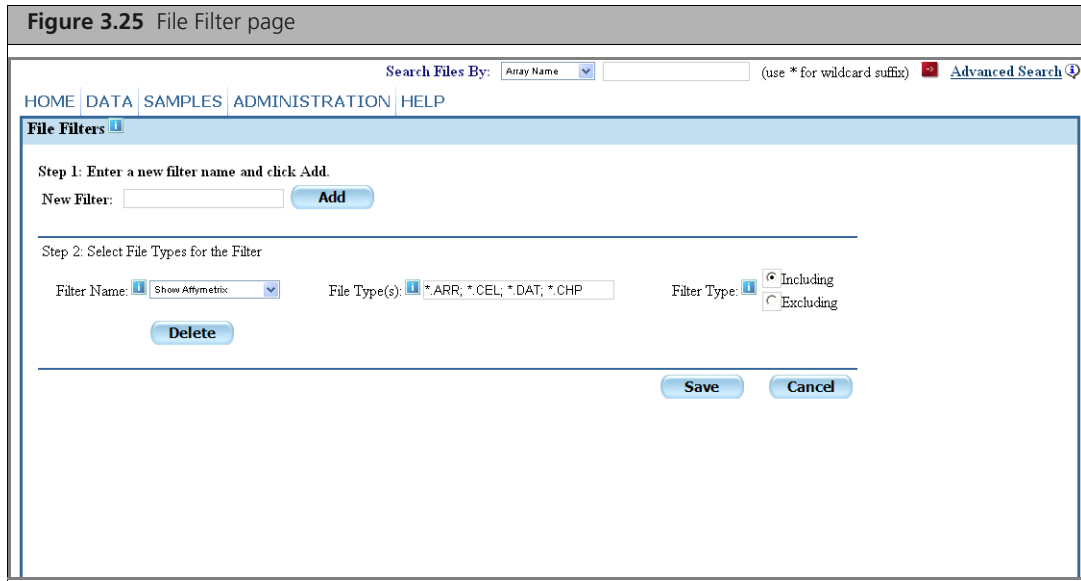 Figure 3.25 File Filter page
Search Files By: Array Name (use * for wildcard suffix) Advanced Search
HOME DATA SAMPLES ADMINISTRATION HELP
File Filters
Step 1: Enter a new filter name and click Add.
New Filter: Add
Step 2: Select File Types for the Filter
Filter Name: Show Affymetrix File Type(s): *.ARR; *.CEL; *.DAT; *.CHP Filter Type: Including
Excluding
Delete
Save Cancel